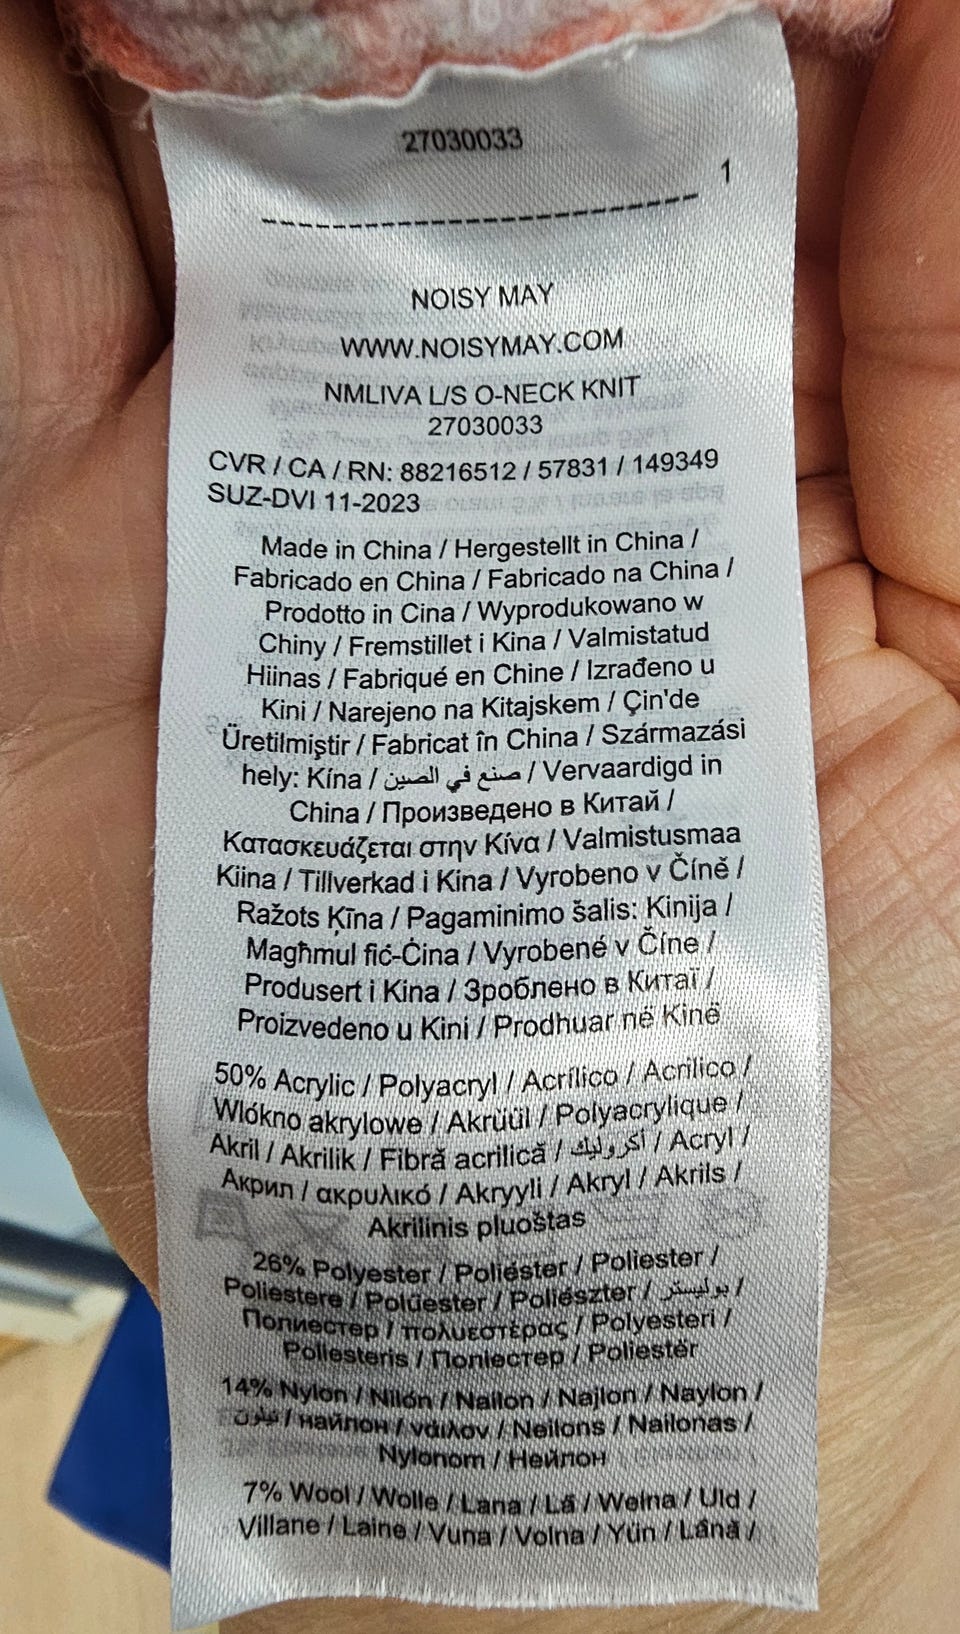 27030033
1
NOISY MAY
WWW.NOISYMAY.COM
NMLIVA L/S O-NECK KNIT
27030033
CVR / CA / RN: 88216512 / 57831 / 149349
SUZ-DVI 11-2023
Made in China / Hergestellt in China /
Fabricado en China / Fabricado na China /
Prodotto in Cina / Wyprodukowano w
Chiny / Fremstillet i Kina / Valmistatud
Hiinas / Fabriqué en Chine / Izrađeno u
Kini / Narejeno na Kitajskem / Çin'de
Üretilmiştir / Fabricat în China / Származási
hely: Kína / صنع في الصين / Vervaardigd in
China / Произведено в Китай /
Κατασκευάζεται στην Κίνα / Valmistusmaa
Kiina / Tillverkad i Kina / Vyrobeno v Číně /
Ražots Ķīna / Pagaminimo šalis: Kinija /
Magħmul fiċ-Ċina / Vyrobené v Číne /
Produsert i Kina / Зроблено в Китаї /
Proizvedeno u Kini / Prodhuar në Kinë
50% Acrylic / Polyacryl / Acrílico / Acrilico /
Wlókno akrylowe / Akrüül / Polyacrylique /
Akril / Akrilik / Fibră acrilică / أكروليك / Acryl /
Акрил / ακρυλικό / Akryyli / Akryl / Akrils /
Akrilinis pluoštas
26% Polyester / Poliéster / Poliester /
Poliestere / Polüester / Poliészter / بوليستر /
Полиестер / πολυεστέρας / Polyesteri /
Poliesteris / Поліестер / Poliestër
14% Nylon / Nilón / Nailon / Najlon / Naylon /
نيلون / найлон / νάιλον / Neilons / Nailonas /
Nylonom / Нейлон
7% Wool / Wolle / Lana / Lã / Wełna / Uld /
Villane / Laine / Vuna / Volna / Yün / Lână /